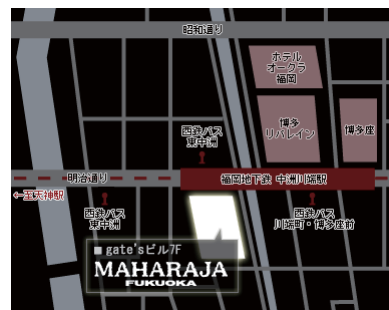 昭和通り
ホテル
オークラ
福岡
博多
リバレイン
博多座
西鉄バス
東中洲
明治通り
福岡地下鉄 中洲川端駅
←至天神駅
西鉄バス
東中洲
西鉄バス
川端町・博多座前
■ gate'sビル7F
MAHARAJA
FUKUOKA